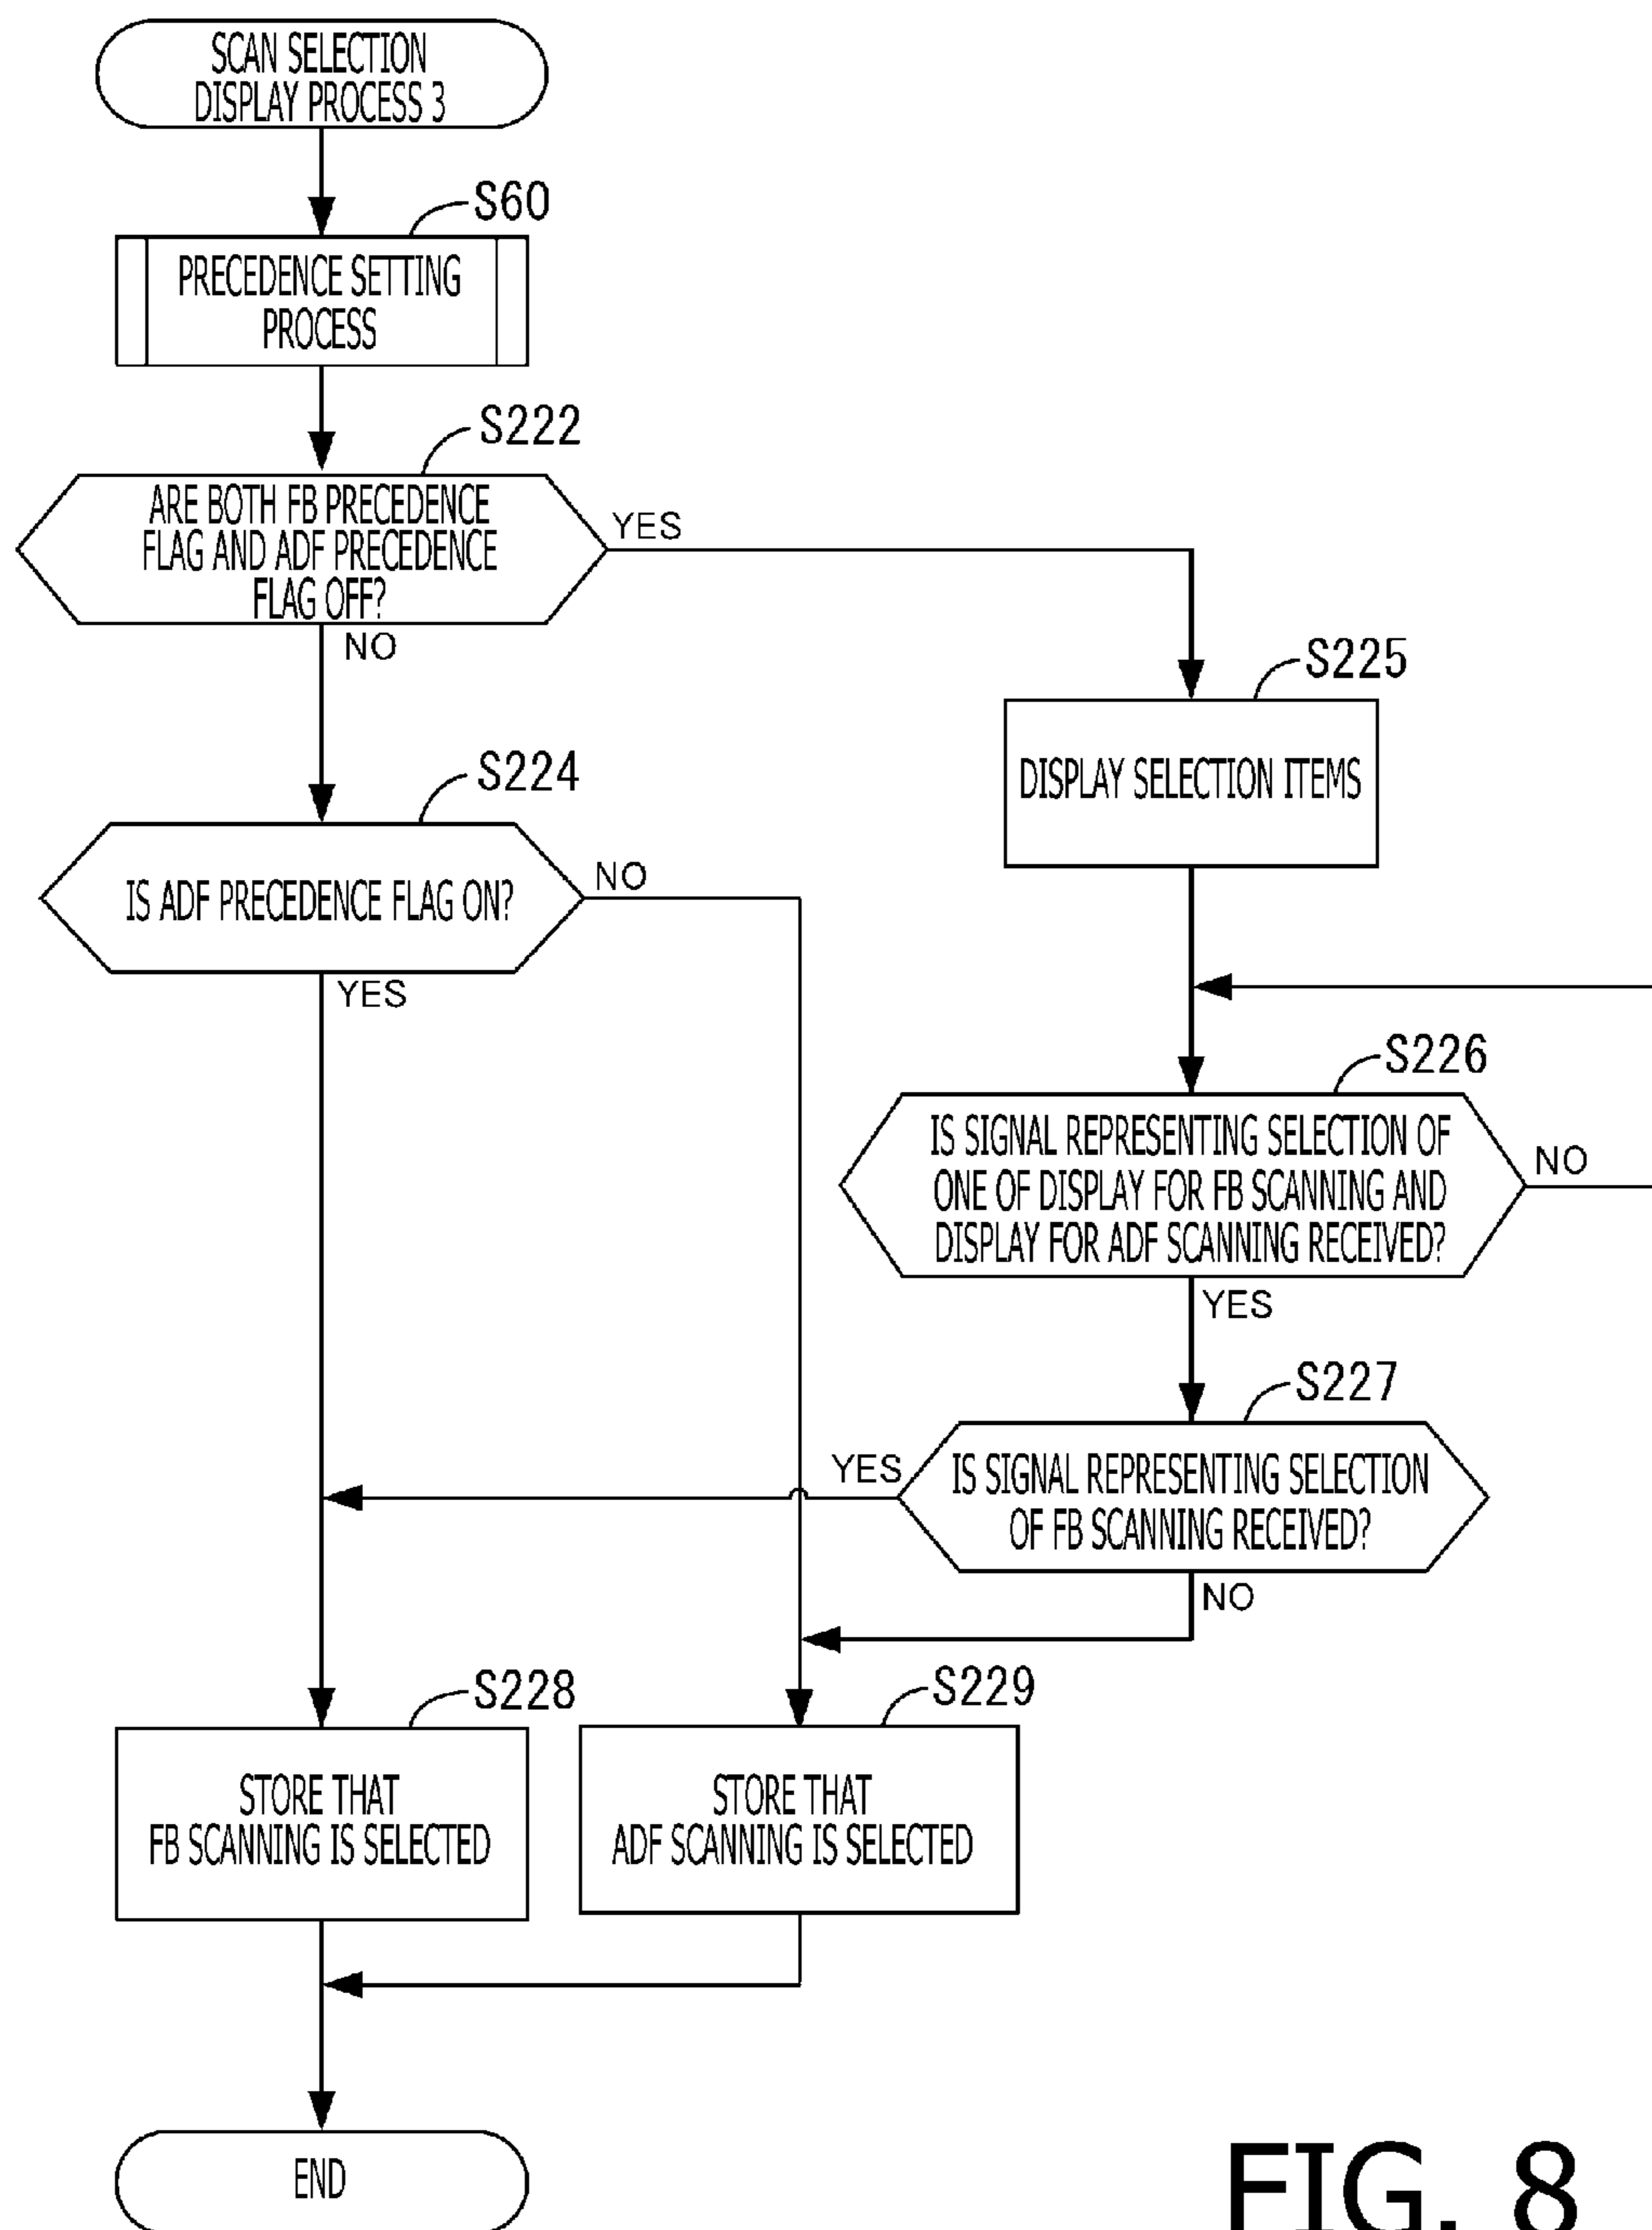 SCAN SELECTION
DISPLAY PROCESS 3
S60
PRECEDENCE SETTING
PROCESS
S222
ARE BOTH FB PRECEDENCE
FLAG AND ADF PRECEDENCE
FLAG OFF?
YES
NO
S225
DISPLAY SELECTION ITEMS
S224
IS ADF PRECEDENCE FLAG ON?
NO
YES
S226
IS SIGNAL REPRESENTING SELECTION OF
ONE OF DISPLAY FOR FB SCANNING AND
DISPLAY FOR ADF SCANNING RECEIVED?
NO
YES
S227
IS SIGNAL REPRESENTING SELECTION
OF FB SCANNING RECEIVED?
YES
NO
S228
STORE THAT
FB SCANNING IS SELECTED
S229
STORE THAT
ADF SCANNING IS SELECTED
END
FIG. 8